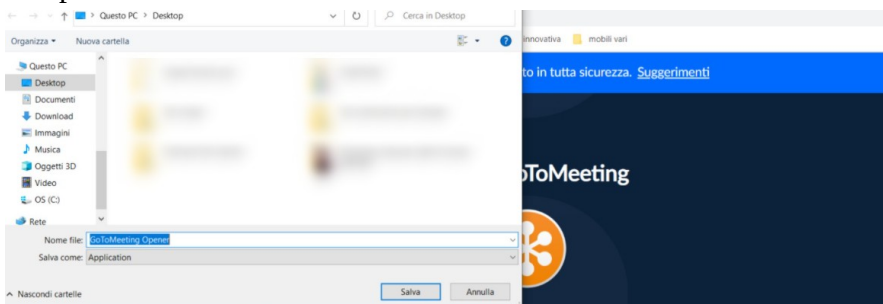 Questo PC > Desktop
Cerca in Desktop
Organizza
Nuova cartella
Questo PC
Desktop
Documenti
Download
Immagini
Musica
Oggetti 3D
Video
OS (C:)
Rete
Nome file: GoToMeeting Opener
Salva come: Application
Nascondi cartelle
Salva
Annulla
innovativa
mobili vari
to in tutta sicurezza. Suggerimenti
oToMeeting